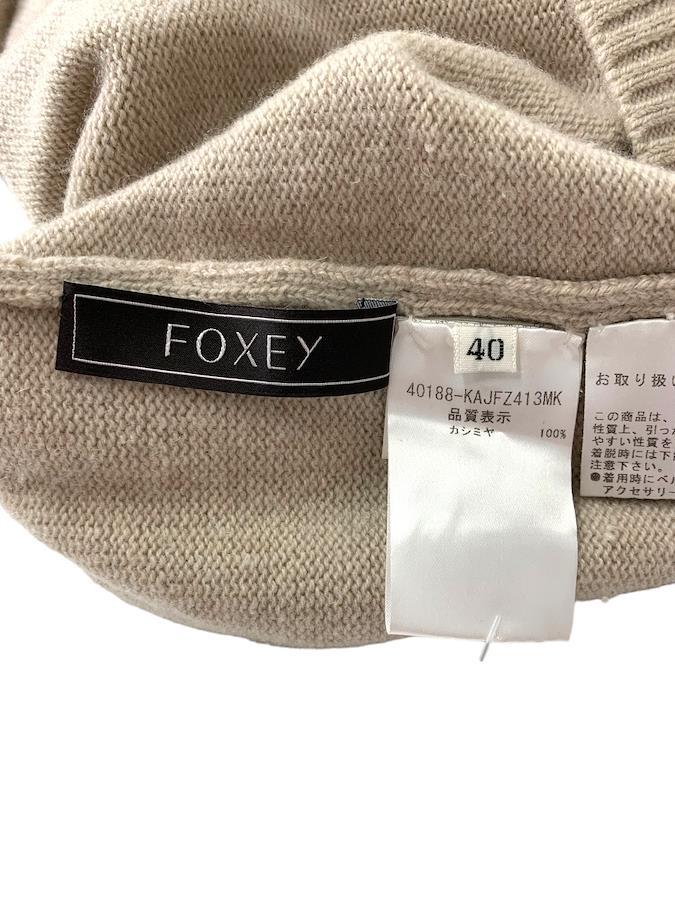 FOXEY
40
40188-KAJFZ413MK
品質表示
カシミヤ 100%
お取り扱い
この商品は、
性質上、引っか
やすい性質を
着脱時には下
注意下さい。
●着用時にベル
アクセサリー